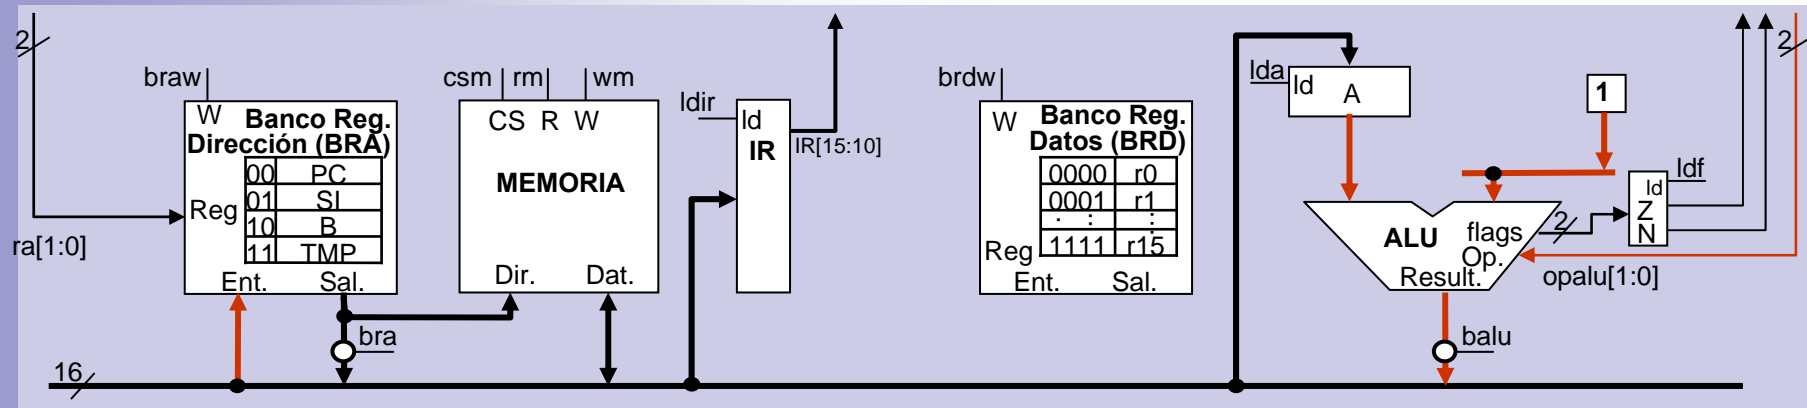 2
ra[1:0]
braw
W Banco Reg.
Dirección (BRA)
00 PC
01 SI
10 B
11 TMP
Reg
Ent. Sal.
bra
16
csm rm wm
CS R W
MEMORIA
Dir. Dat.
ldir
ld
IR
IR[15:10]
brdw
W Banco Reg.
Datos (BRD)
0000 r0
0001 r1
: : :
1111 r15
Reg
Ent. Sal.
lda
ld A
1
ALU flags
Op.
Result.
2
ld
Z
N
ldf
2
opalu[1:0]
balu